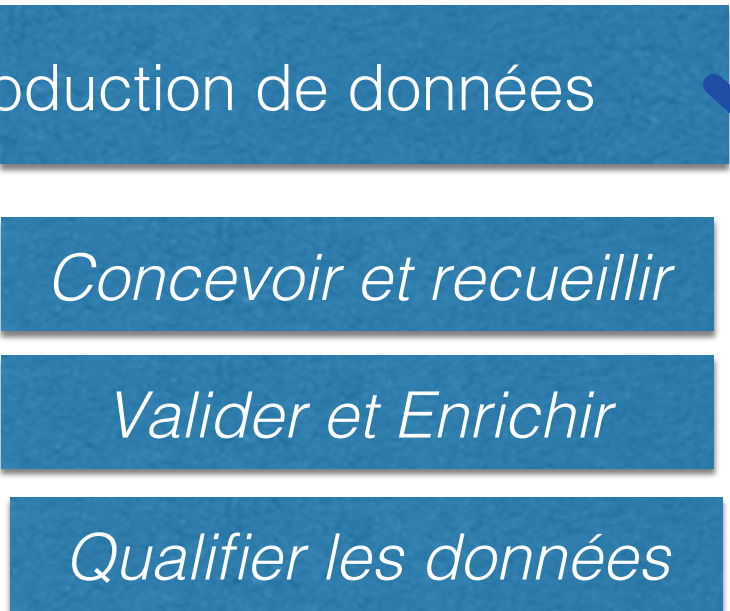 oduction de données
Concevoir et recueillir
Valider et Enrichir
Qualifier les données